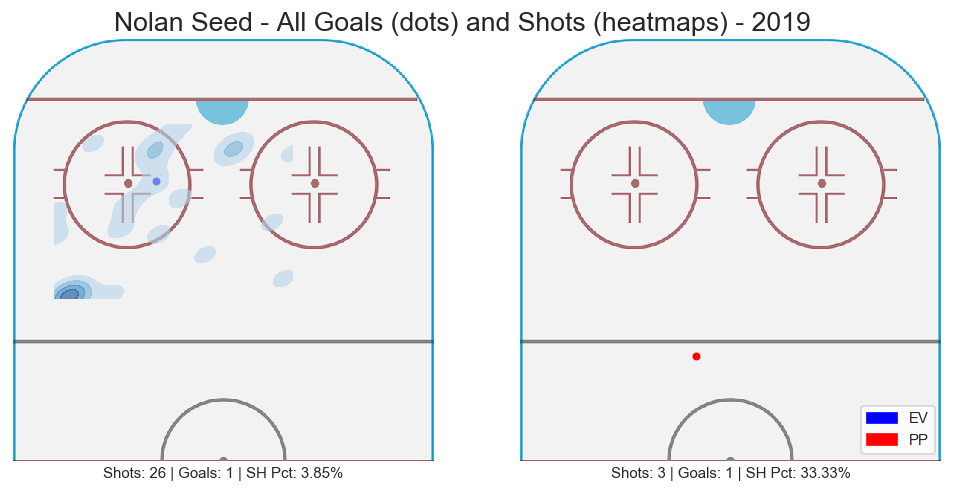 Nolan Seed - All Goals (dots) and Shots (heatmaps) - 2019
EV
PP
Shots: 26 | Goals: 1 | SH Pct: 3.85%
Shots: 3 | Goals: 1 | SH Pct: 33.33%